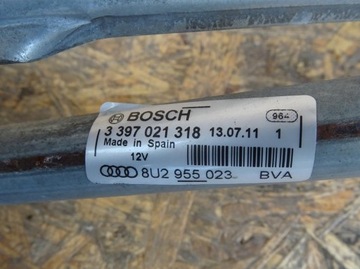 BOSCH 964
3 397 021 318 13.07.11 1
Made in Spain
12V
8U2 955 023 BVA